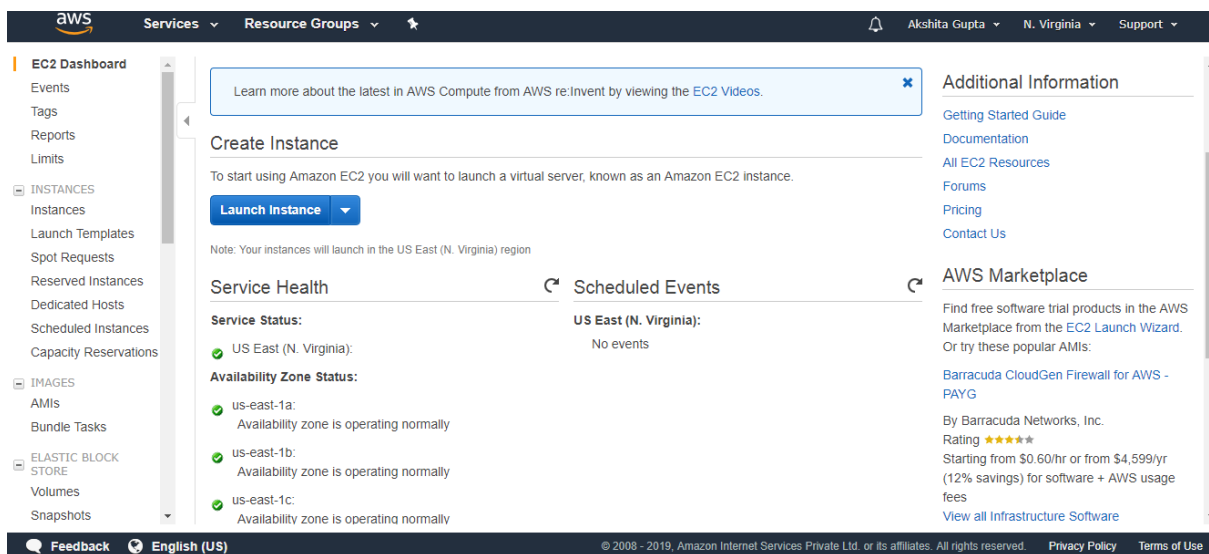 aws
Services
Resource Groups
Akshita Gupta
N. Virginia
Support
EC2 Dashboard
Events
Tags
Reports
Limits
INSTANCES
Instances
Launch Templates
Spot Requests
Reserved Instances
Dedicated Hosts
Scheduled Instances
Capacity Reservations
IMAGES
AMIs
Bundle Tasks
ELASTIC BLOCK
STORE
Volumes
Snapshots
Learn more about the latest in AWS Compute from AWS re:Invent by viewing the EC2 Videos.
Create Instance
To start using Amazon EC2 you will want to launch a virtual server, known as an Amazon EC2 instance.
Launch Instance
Note: Your instances will launch in the US East (N. Virginia) region
Service Health
Service Status:
US East (N. Virginia):
Availability Zone Status:
us-east-1a:
Availability zone is operating normally
us-east-1b:
Availability zone is operating normally
us-east-1c:
Availability zone is operating normally
Scheduled Events
US East (N. Virginia):
No events
Additional Information
Getting Started Guide
Documentation
All EC2 Resources
Forums
Pricing
Contact Us
AWS Marketplace
Find free software trial products in the AWS
Marketplace from the EC2 Launch Wizard.
Or try these popular AMIs:
Barracuda CloudGen Firewall for AWS -
PAYG
By Barracuda Networks, Inc.
Rating
Starting from $0.60/hr or from $4,599/yr
(12% savings) for software + AWS usage
fees
View all Infrastructure Software
Feedback
English (US)
© 2008 - 2019, Amazon Internet Services Private Ltd. or its affiliates. All rights reserved.
Privacy Policy
Terms of Use